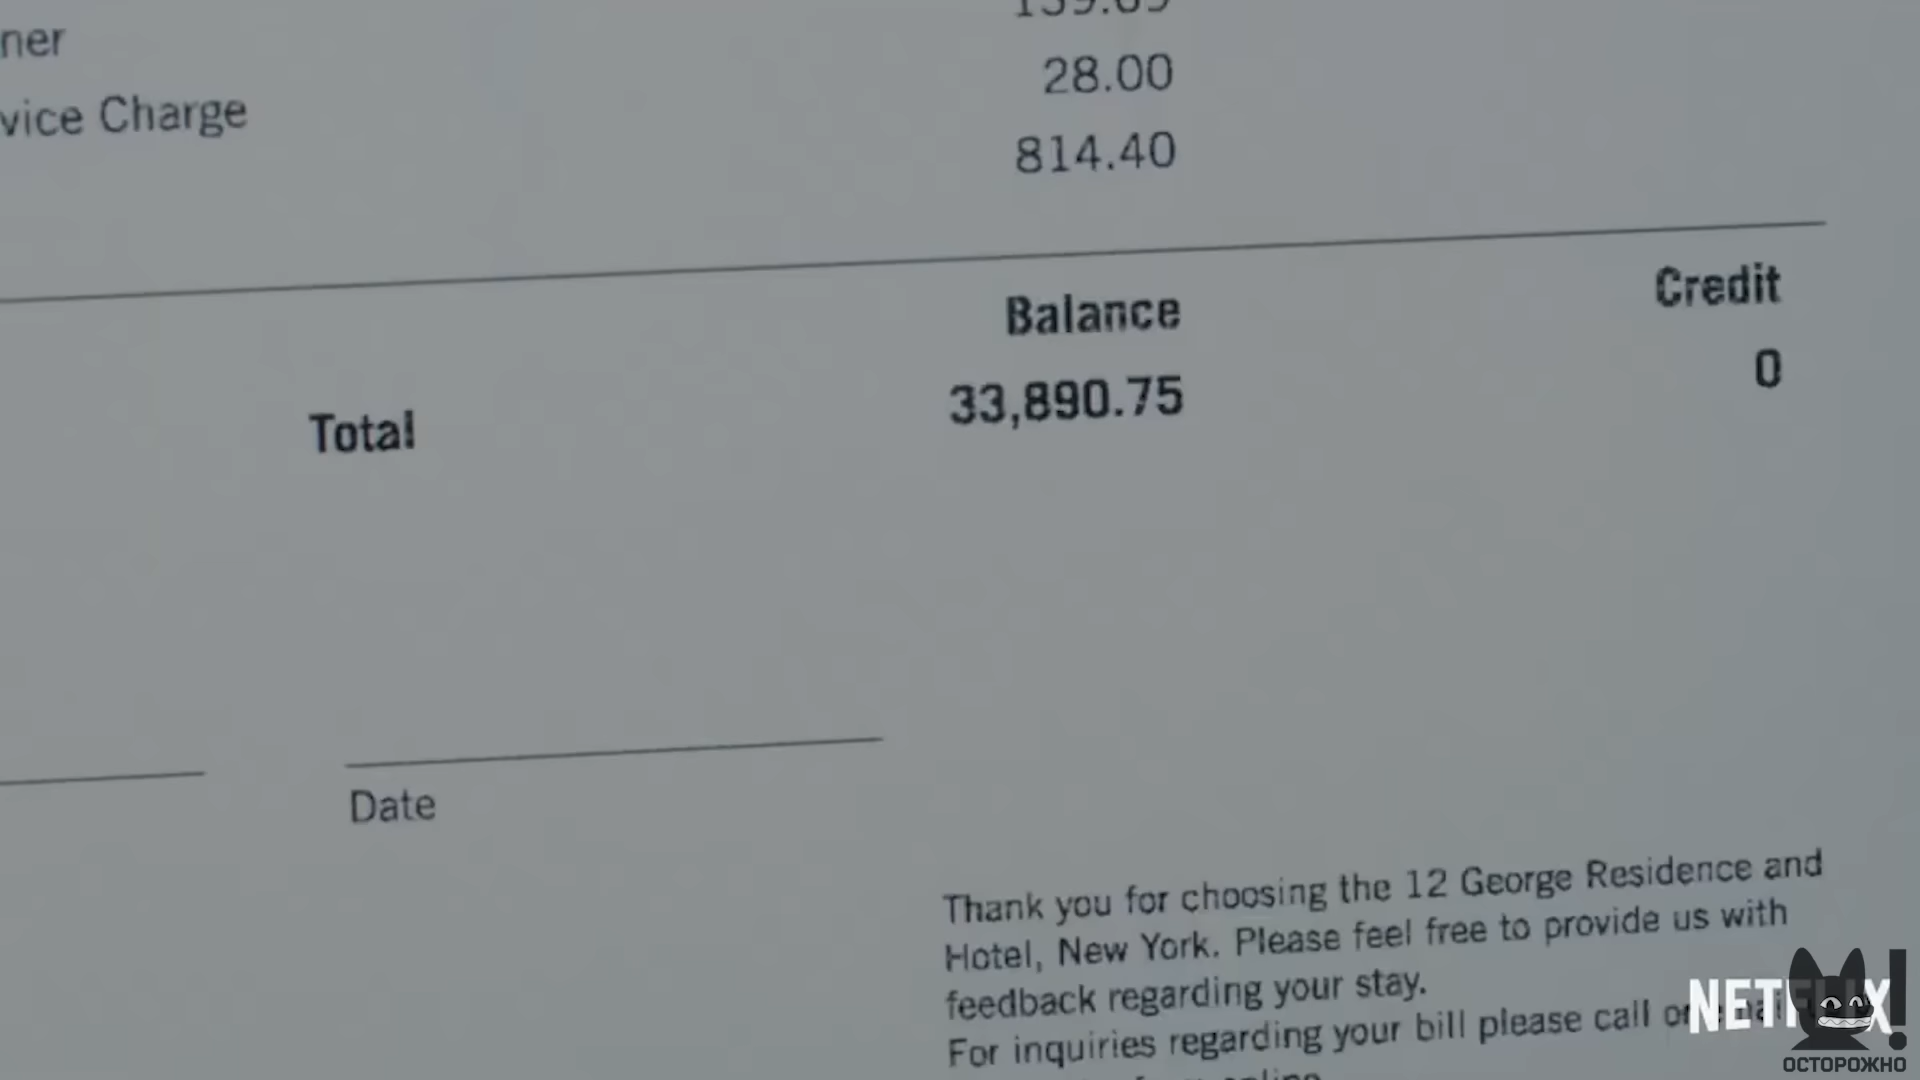 28.00
814.40
Service Charge
Balance
Credit
Total
33,890.75
0
Date
Thank you for choosing the 12 George Residence and
Hotel, New York. Please feel free to provide us with
feedback regarding your stay.
For inquiries regarding your bill please call or
NETFLIX
ОСТОРОЖНО